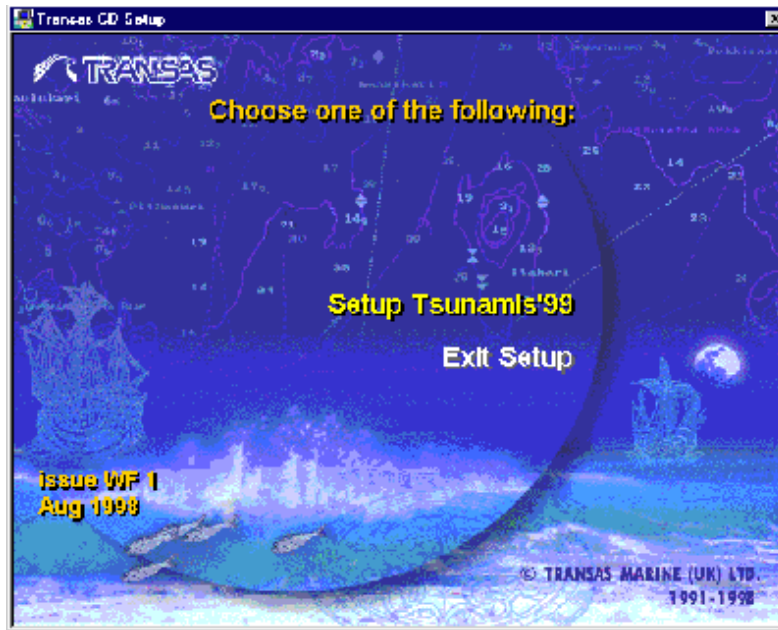 Transas CD Setup
TRANSAS
Choose one of the following:
Setup Tsunamis'99
Exit Setup
issue WF 1
Aug 1998
© TRANSAS MARINE (UK) LTD.
1991-1998